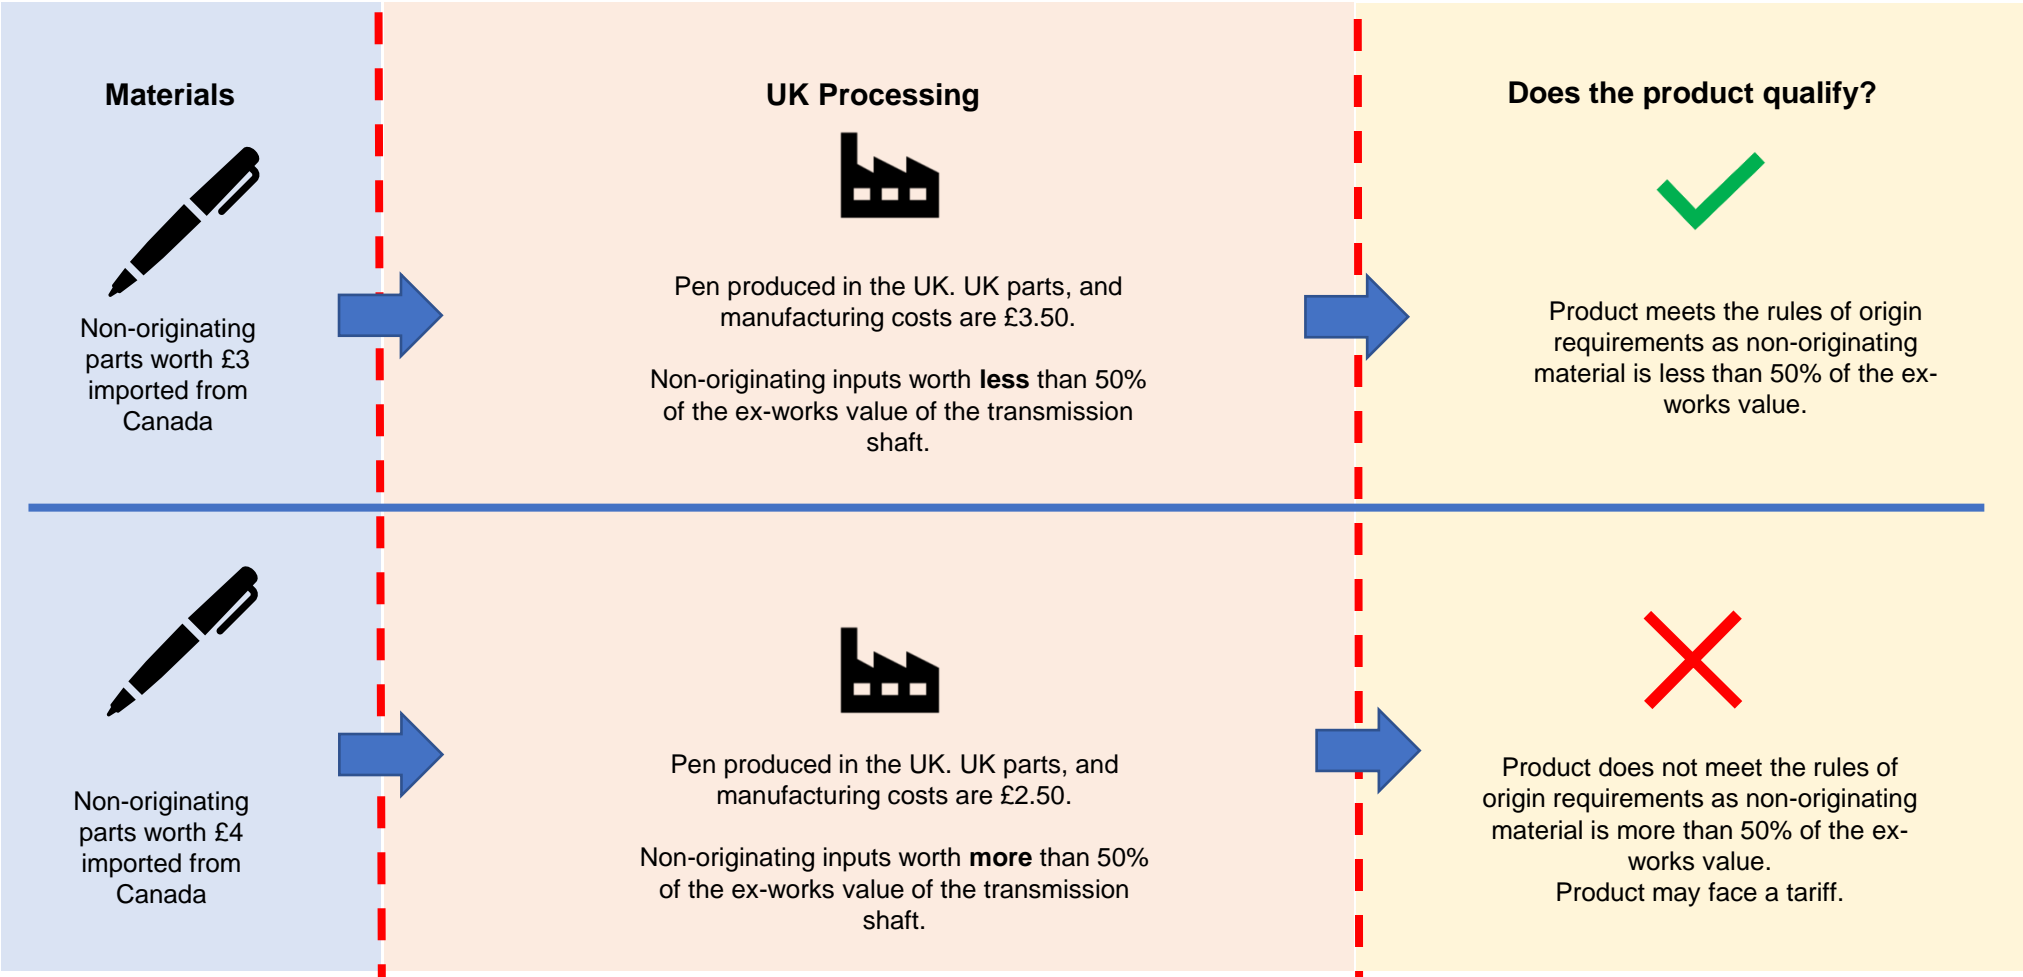 Materials
UK Processing
Does the product qualify?
Non-originating
parts worth £3
imported from
Canada
Pen produced in the UK. UK parts, and
manufacturing costs are £3.50.
Non-originating inputs worth less than 50%
of the ex-works value of the transmission
shaft.
Product meets the rules of origin
requirements as non-originating
material is less than 50% of the ex-
works value.
Non-originating
parts worth £4
imported from
Canada
Pen produced in the UK. UK parts, and
manufacturing costs are £2.50.
Non-originating inputs worth more than 50%
of the ex-works value of the transmission
shaft.
Product does not meet the rules of
origin requirements as non-originating
material is more than 50% of the ex-
works value.
Product may face a tariff.